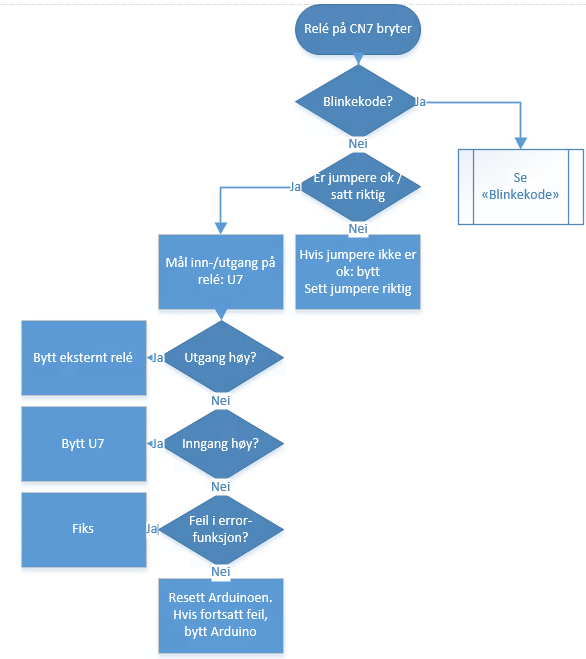 Relé på CN7 bryter
Blinkekode?
Ja
Nei
Se
«Blinkekode»
Er jumpere ok /
satt riktig
Ja
Nei
Mål inn-/utgang på
relé: U7
Hvis jumpere ikke er
ok: bytt
Sett jumpere riktig
Utgang høy?
Ja
Bytt eksternt relé
Nei
Inngang høy?
Ja
Bytt U7
Nei
Feil i error-
funksjon?
Ja
Fiks
Nei
Resett Arduinoen.
Hvis fortsatt feil,
bytt Arduino